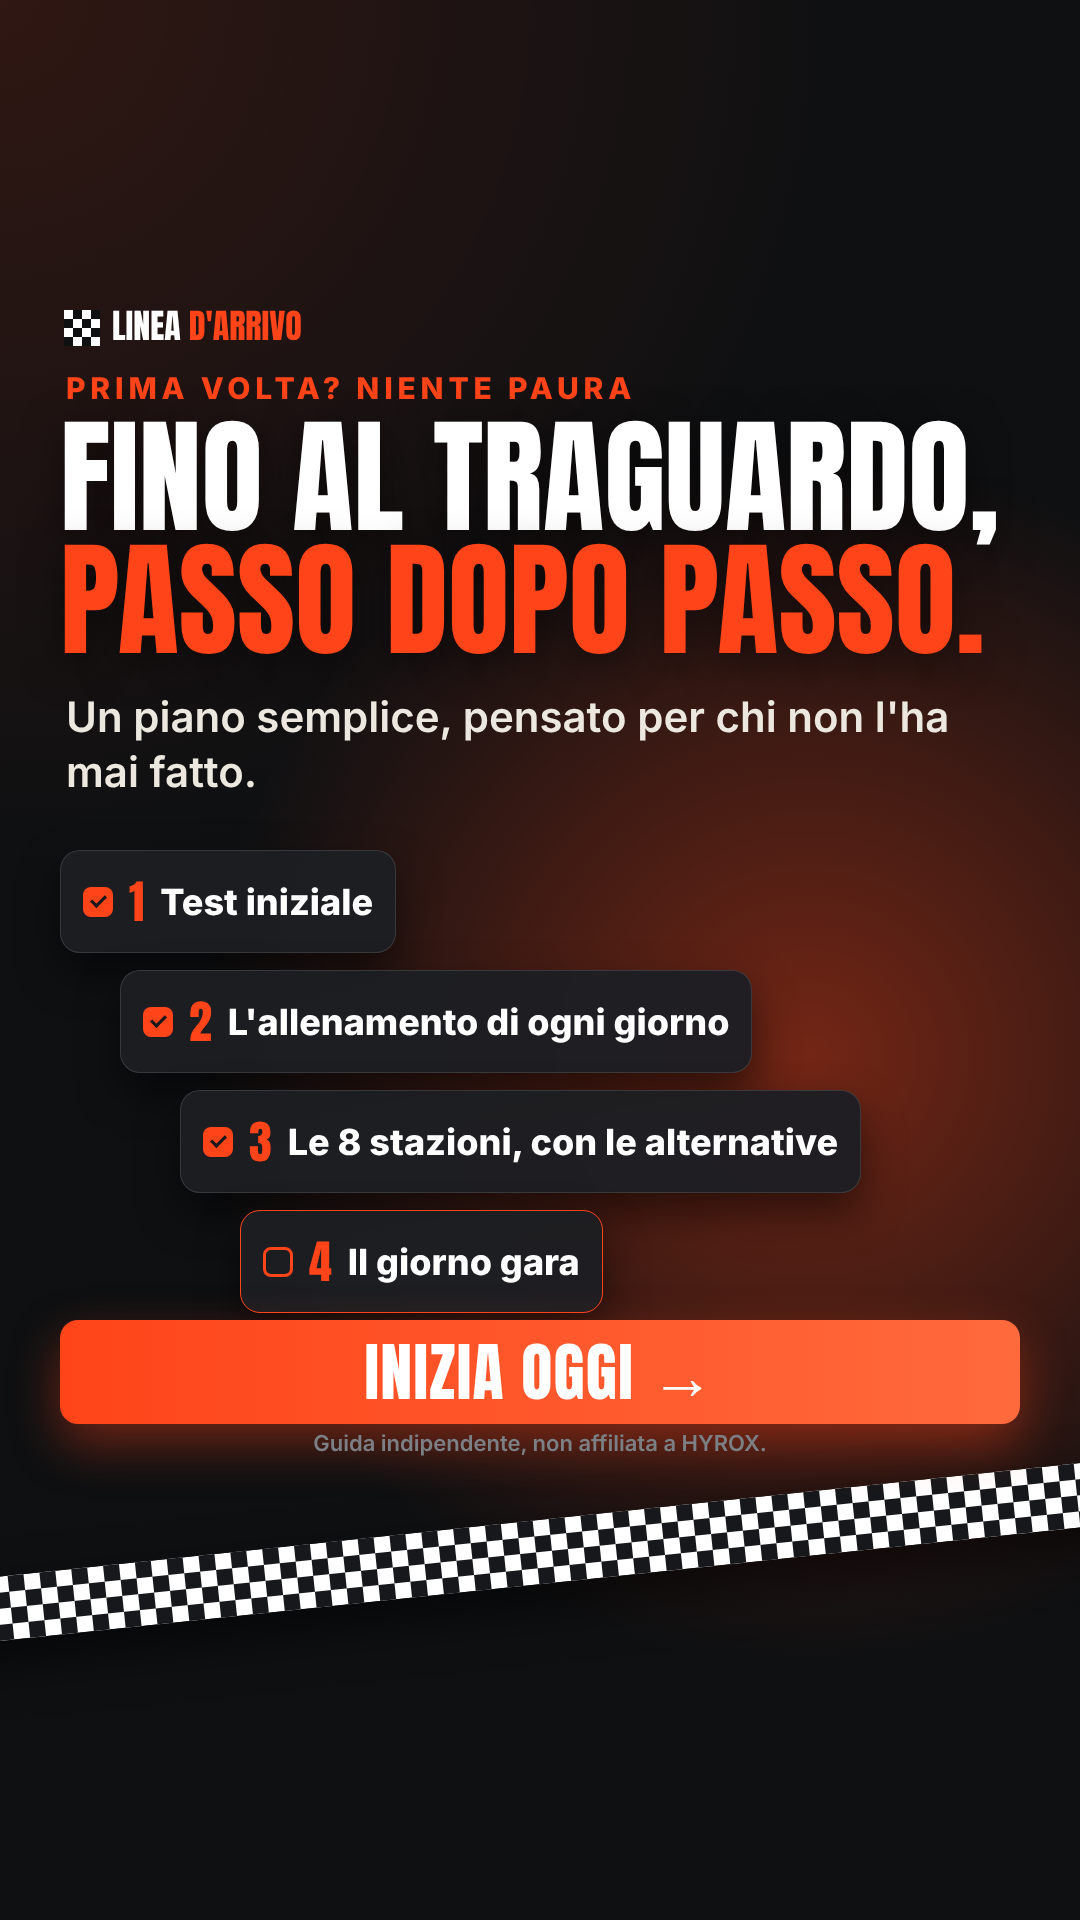 LINEA D'ARRIVO
PRIMA VOLTA? NIENTE PAURA
FINO AL TRAGUARDO,
PASSO DOPO PASSO.
Un piano semplice, pensato per chi non l'ha
mai fatto.
1 Test iniziale
2 L'allenamento di ogni giorno
3 Le 8 stazioni, con le alternative
4 Il giorno gara
INIZIA OGGI →
Guida indipendente, non affiliata a HYROX.